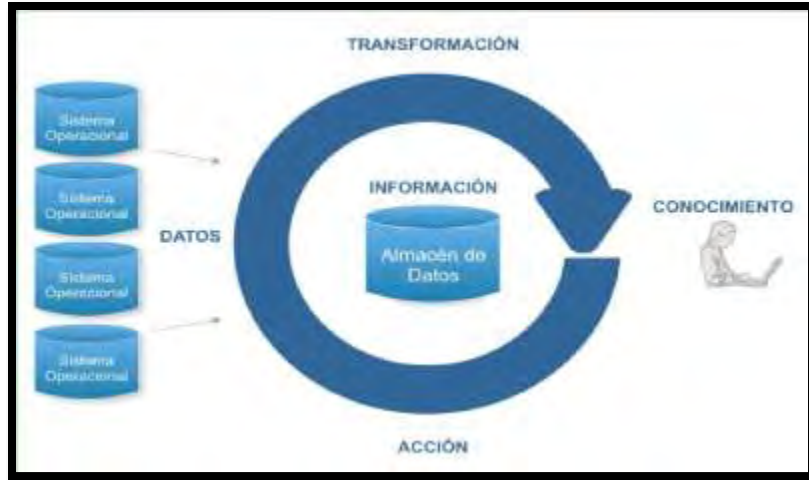 TRANSFORMACIÓN
Sistema
Operacional
Sistema
Operacional
Sistema
Operacional
Sistema
Operacional
DATOS
INFORMACIÓN
Almacén de
Datos
CONOCIMIENTO
ACCIÓN